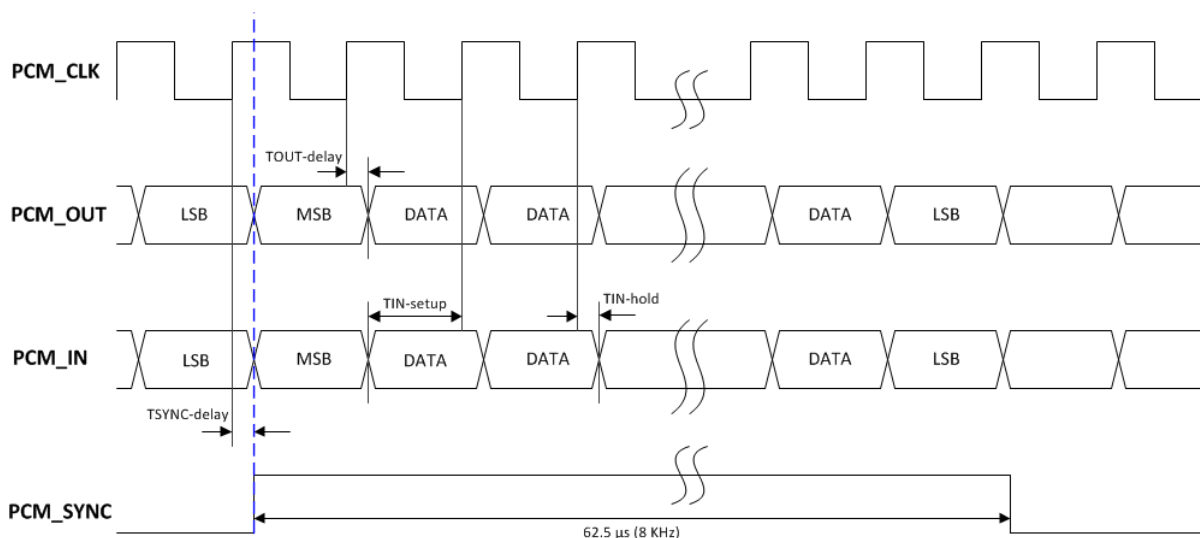 PCM_CLK
TOUT-delay
PCM_OUT LSB MSB DATA DATA DATA LSB
TIN-setup TIN-hold
PCM_IN LSB MSB DATA DATA DATA LSB
TSYNC-delay
PCM_SYNC
62.5 µs (8 KHz)